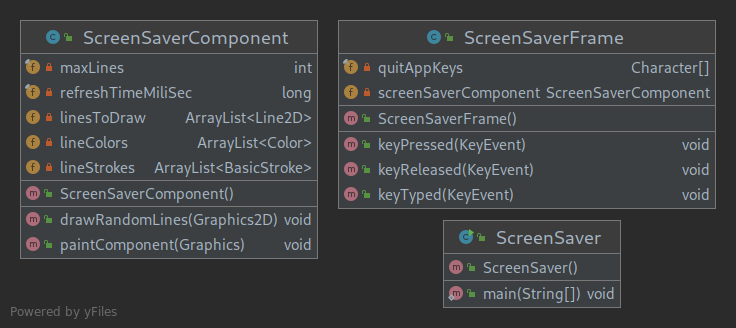 ScreenSaverComponent
maxLines int
refreshTimeMiliSec long
linesToDraw ArrayList<Line2D>
lineColors ArrayList<Color>
lineStrokes ArrayList<BasicStroke>
ScreenSaverComponent()
drawRandomLines(Graphics2D) void
paintComponent(Graphics) void
ScreenSaverFrame
quitAppKeys Character[]
screenSaverComponent ScreenSaverComponent
ScreenSaverFrame()
keyPressed(KeyEvent) void
keyReleased(KeyEvent) void
keyTyped(KeyEvent) void
ScreenSaver
ScreenSaver()
main(String[]) void
Powered by yFiles